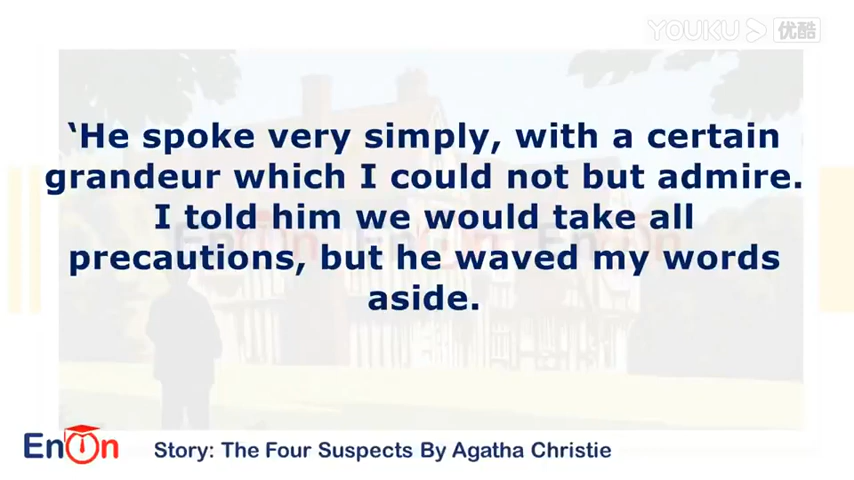 YOUKU 优酷
‘He spoke very simply, with a certain
grandeur which I could not but admire.
I told him we would take all
precautions, but he waved my words
aside.
EnOn
Story: The Four Suspects By Agatha Christie